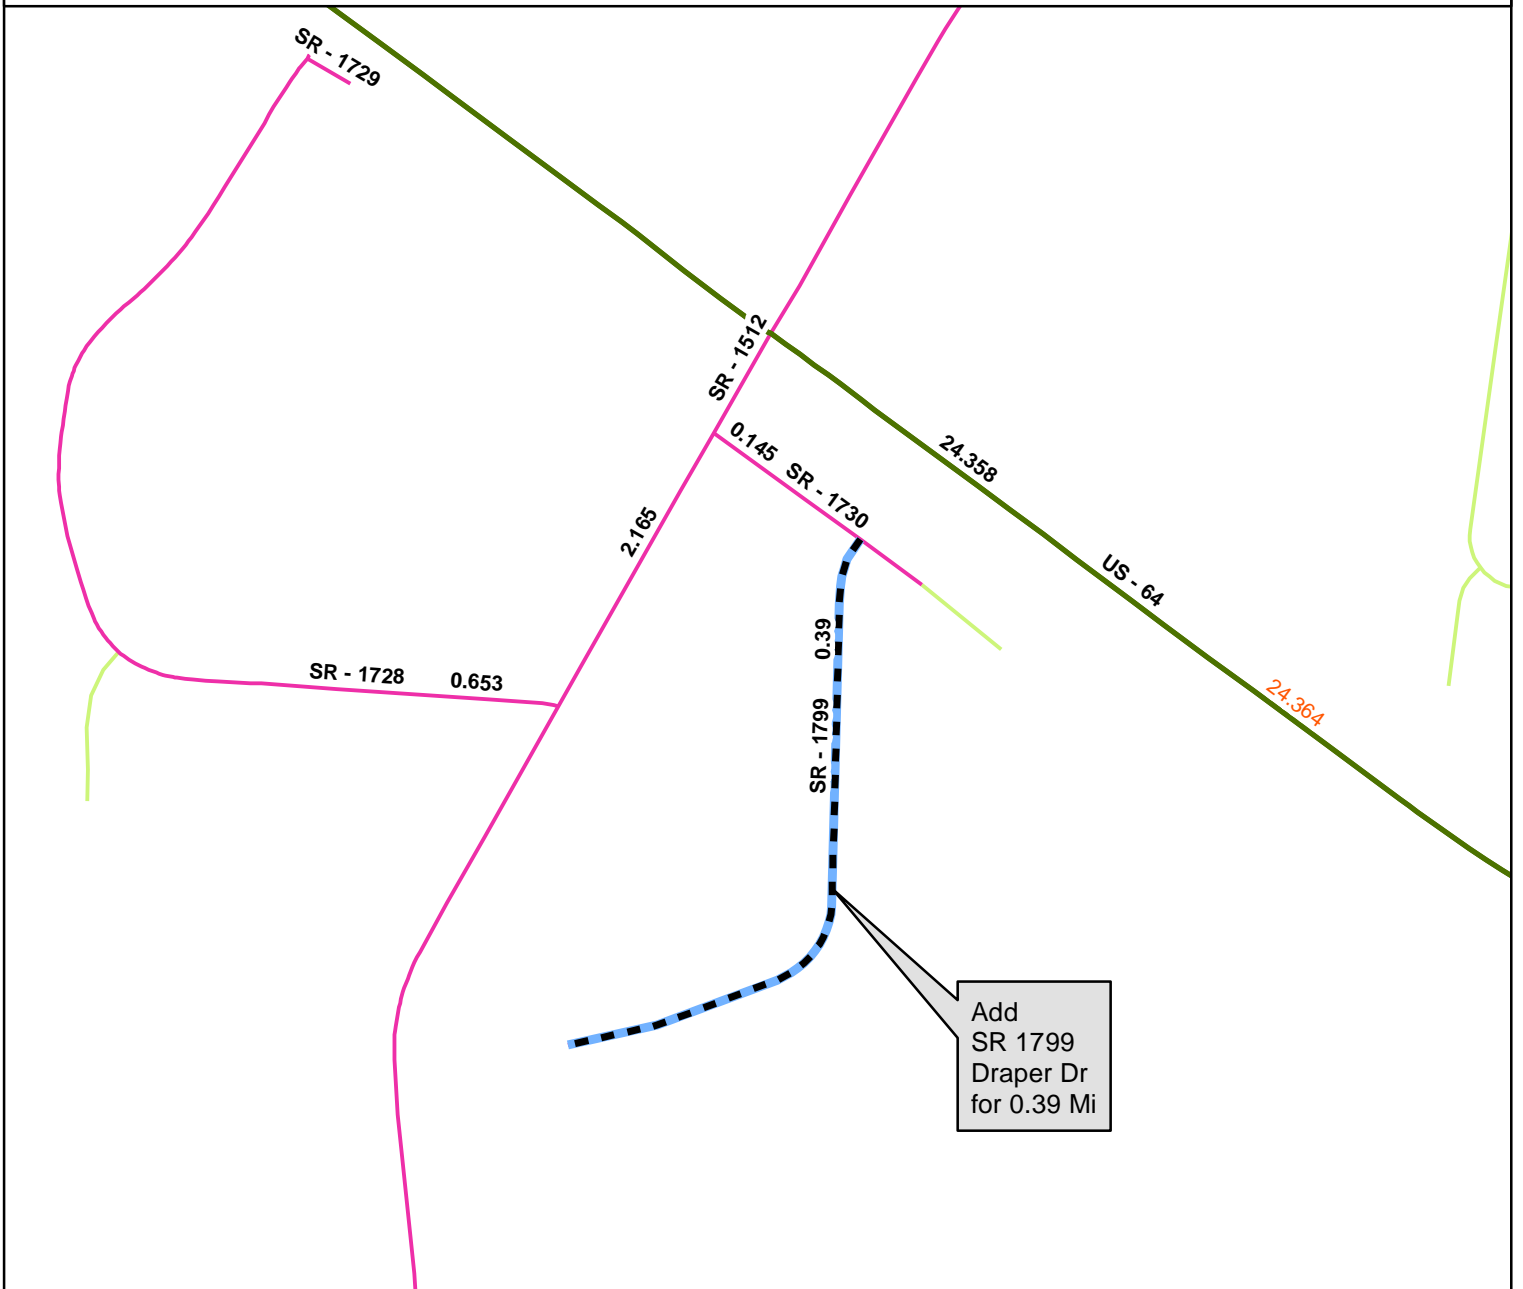 SR - 1729
SR - 1512
0.145 SR - 1730
24.358
2.165
US - 64
0.39
SR - 1728 0.653
24.364
SR - 1799
Add
SR 1799
Draper Dr
for 0.39 Mi